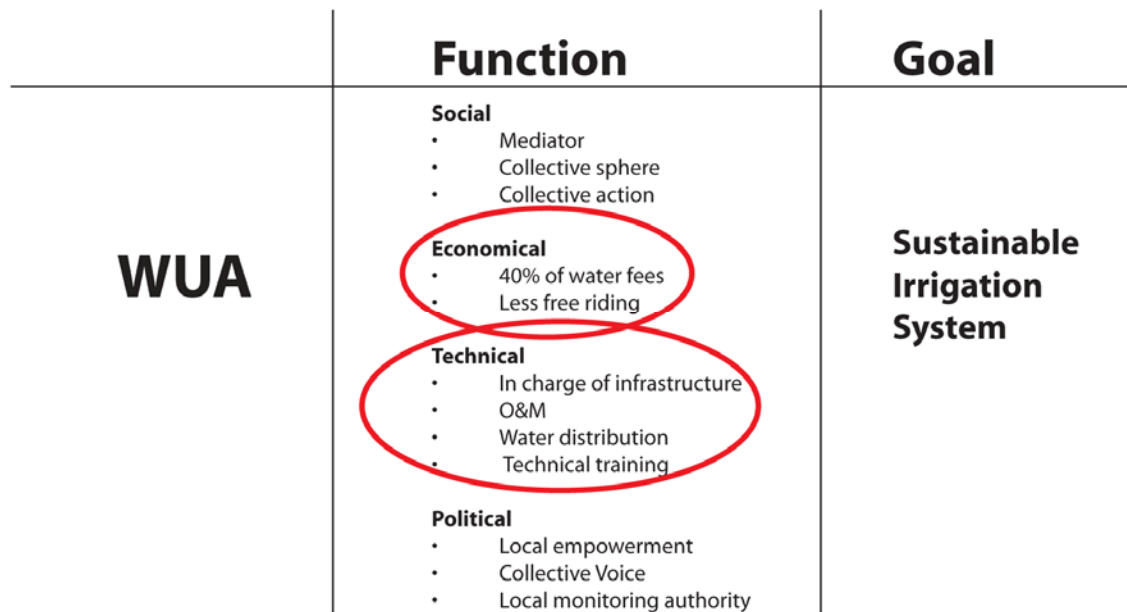 Function
Goal
WUA
Social
• Mediator
• Collective sphere
• Collective action
Economical
• 40% of water fees
• Less free riding
Technical
• In charge of infrastructure
• O&M
• Water distribution
• Technical training
Political
• Local empowerment
• Collective Voice
• Local monitoring authority
Sustainable
Irrigation
System